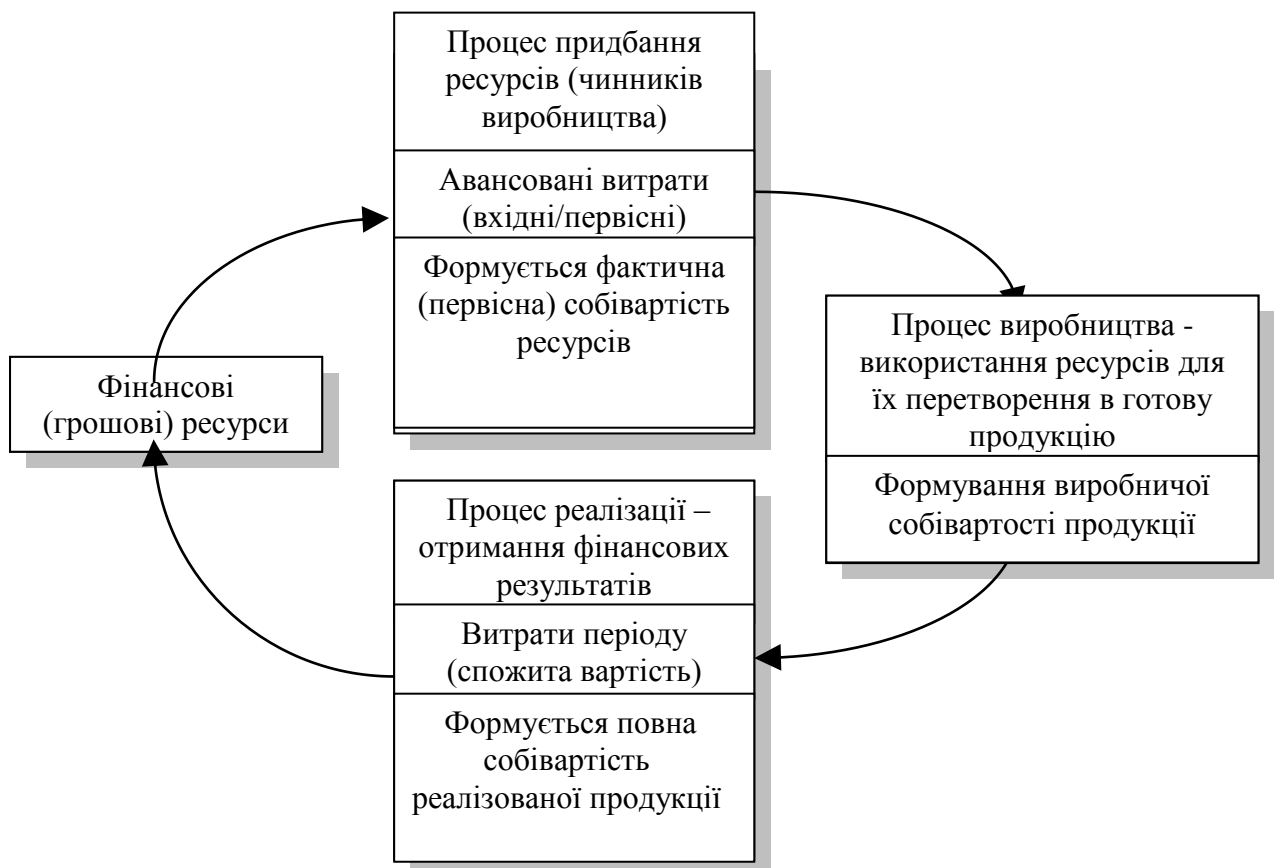 Процес придбання
ресурсів (чинників
виробництва)
Авансовані витрати
(вхідні/первісні)
Формується фактична
(первісна) собівартість
ресурсів
Процес виробництва -
використання ресурсів для
їх перетворення в готову
продукцію
Формування виробничої
собівартості продукції
Фінансові
(грошові) ресурси
Процес реалізації –
отримання фінансових
результатів
Витрати періоду
(спожита вартість)
Формується повна
собівартість
реалізованої продукції